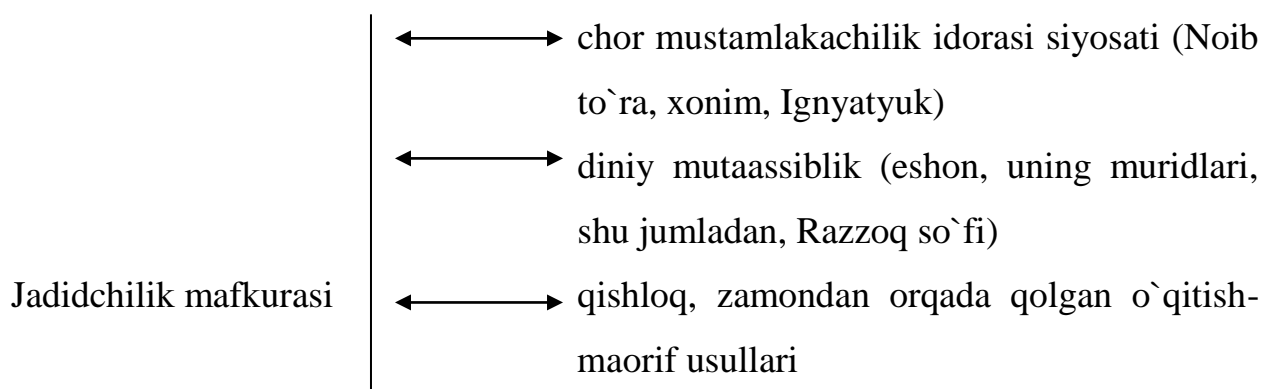 chor mustamlakachilik idorasi siyosati (Noib
to`ra, xonim, Ignyatyuk)
diniy mutaassiblik (eshon, uning muridlari,
shu jumladan, Razzoq so`fi)
Jadidchilik mafkurasi
qishloq, zamondan orqada qolgan o`qitish-
maorif usullari